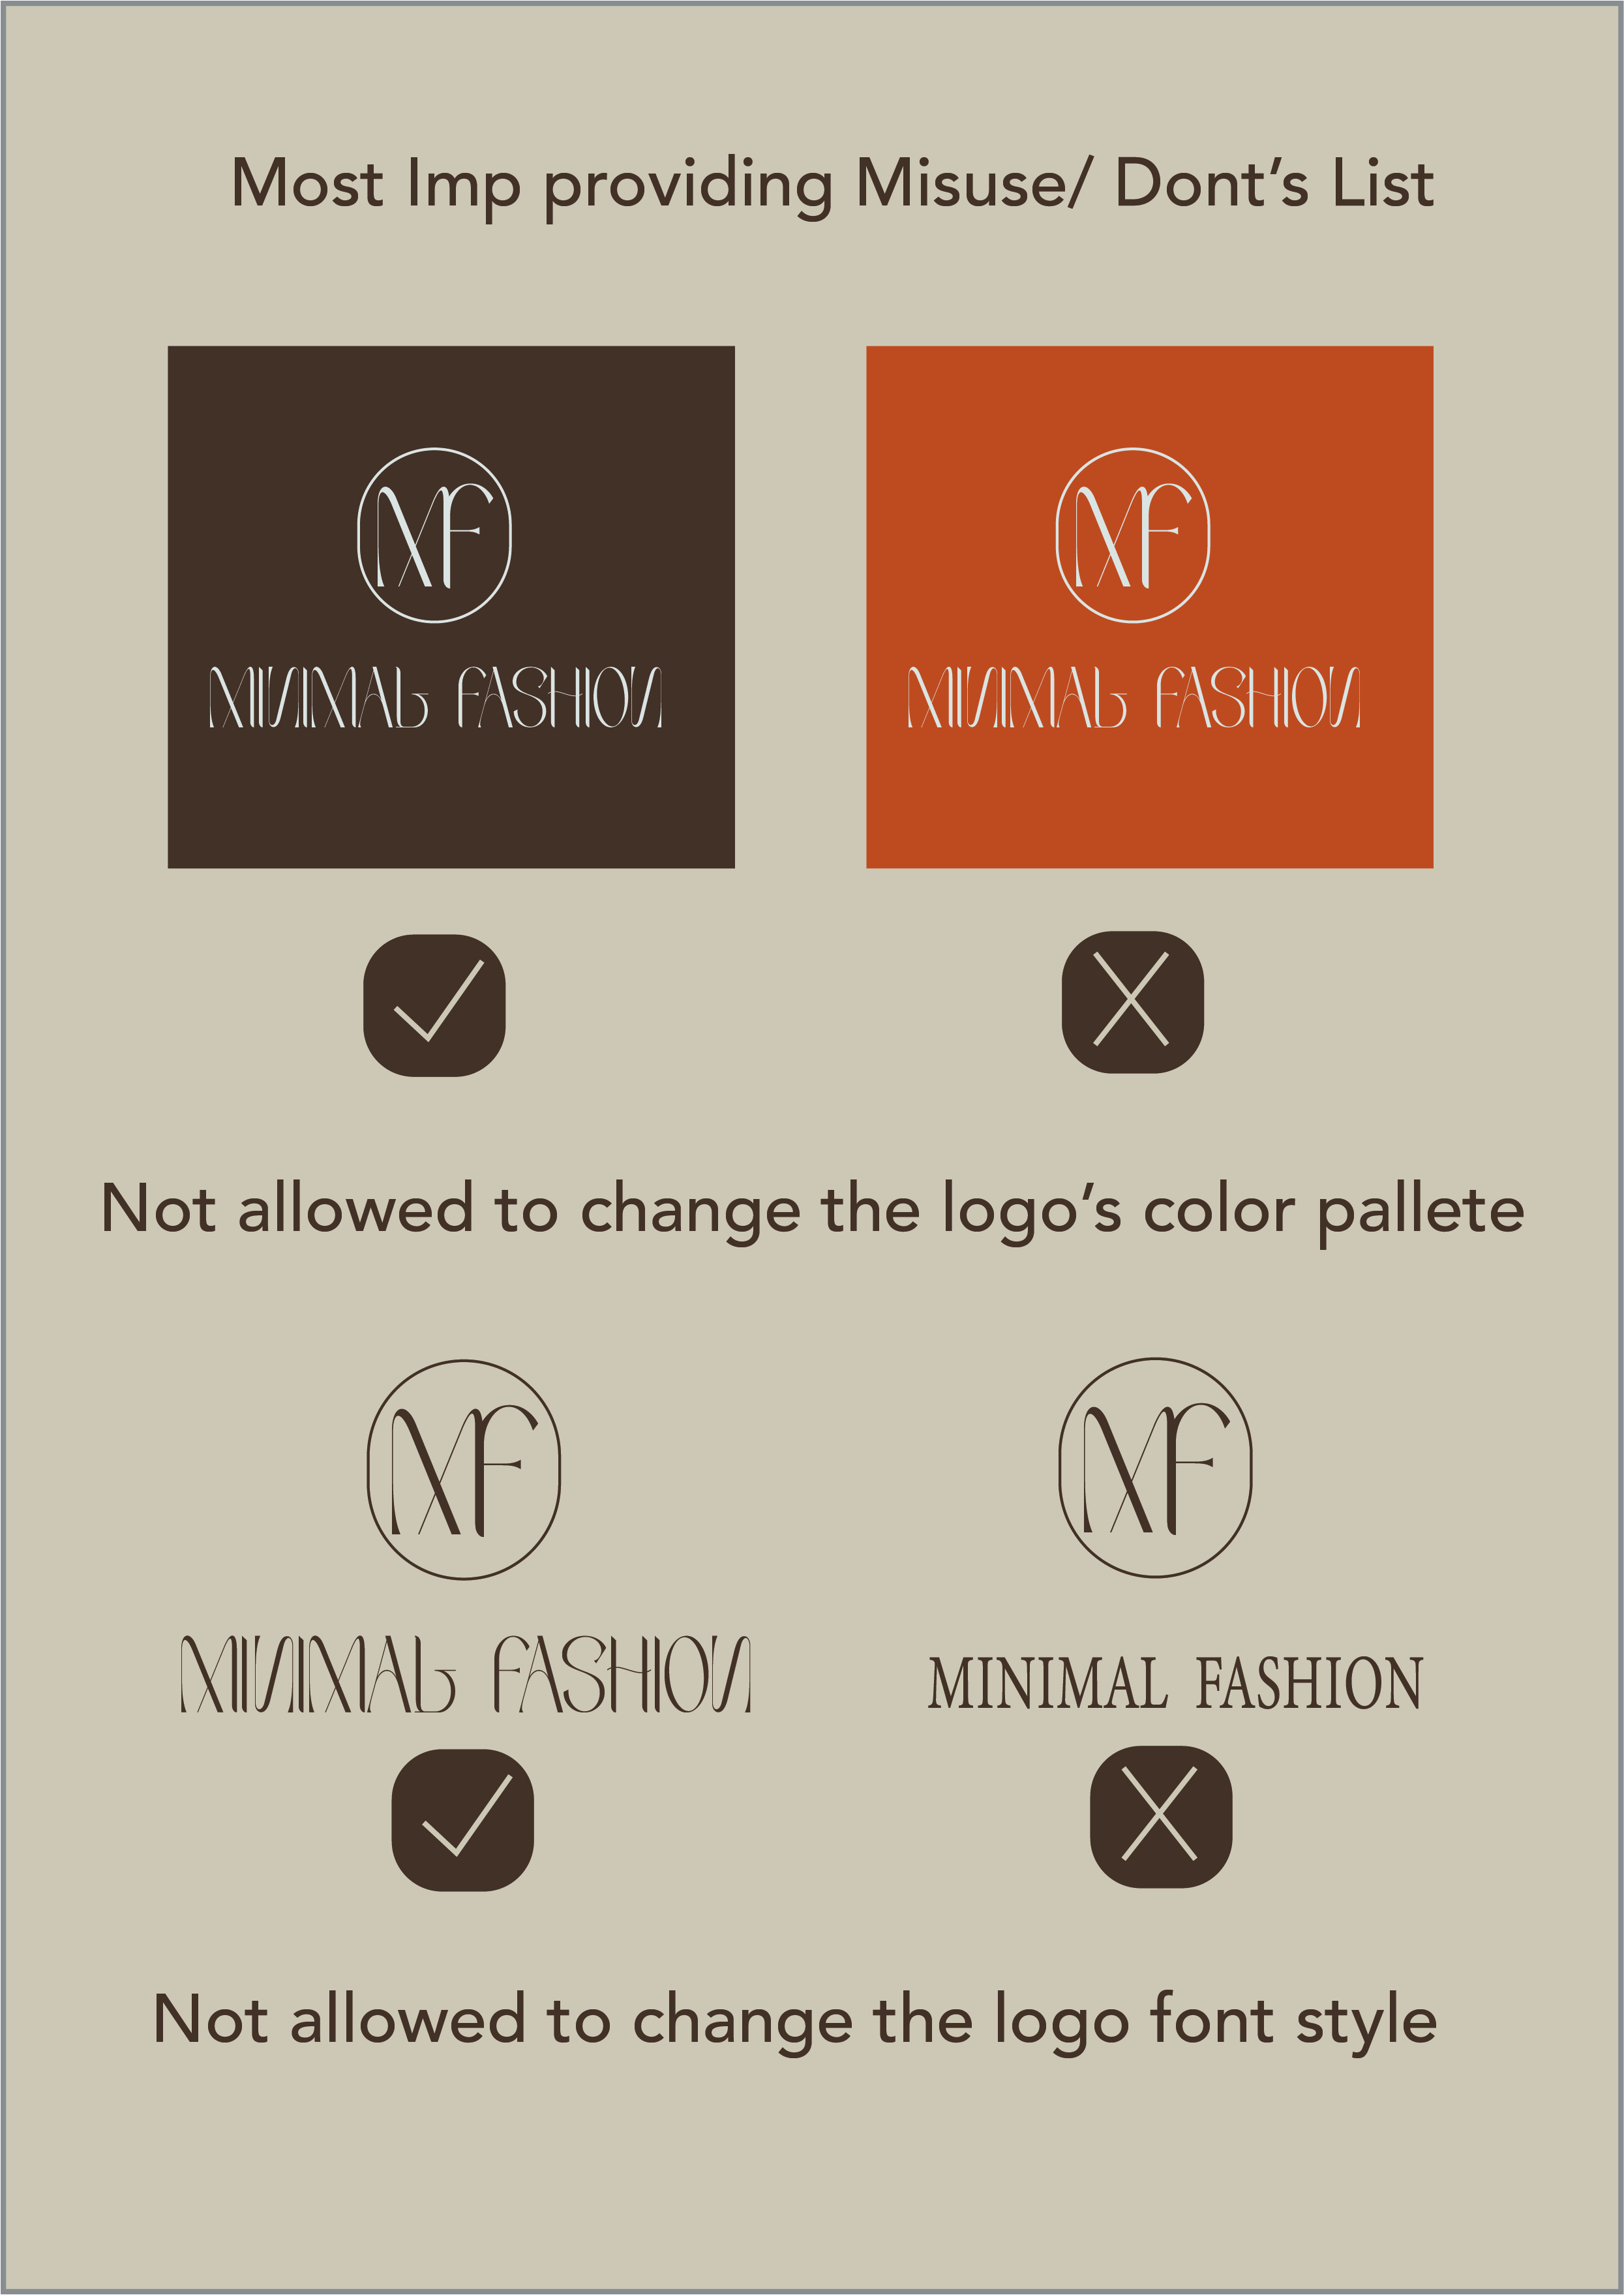 Most Imp providing Misuse/ Dont’s List
MF
MINIMAL FASHION
MF
MINIMAL FASHION
Not allowed to change the logo‘s color pallete
MF
MINIMAL FASHION
MF
MINIMAL FASHION
Not allowed to change the logo font style